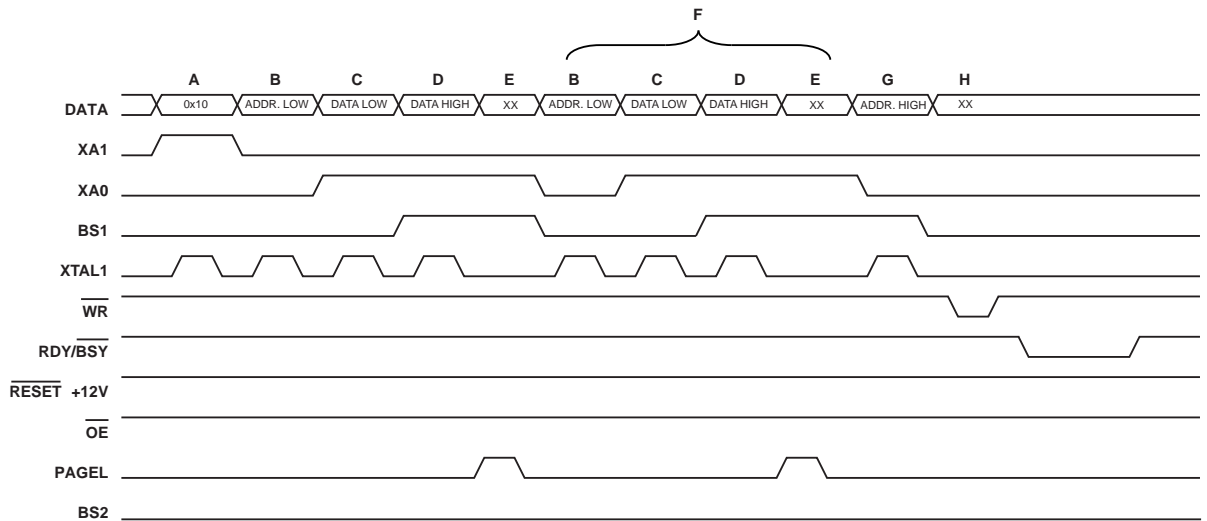 F
A B C D E B C D E G H
DATA 0x10 ADDR. LOW DATA LOW DATA HIGH XX ADDR. LOW DATA LOW DATA HIGH XX ADDR. HIGH XX
XA1
XA0
BS1
XTAL1
WR
RDY/BSY
RESET +12V
OE
PAGEL
BS2